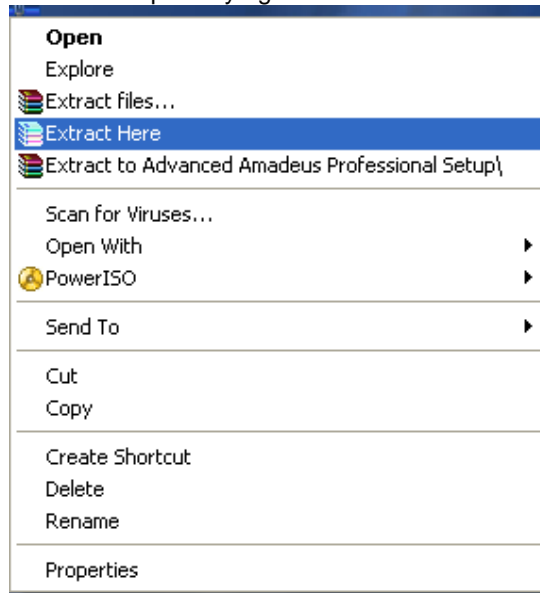 Open
Explore
Extract files...
Extract Here
Extract to Advanced Amadeus Professional Setup\
Scan for Viruses...
Open With
PowerISO
Send To
Cut
Copy
Create Shortcut
Delete
Rename
Properties